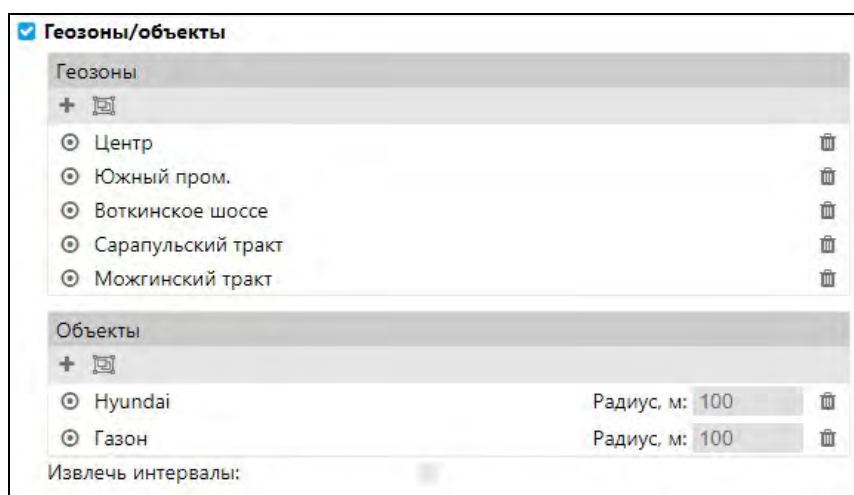 Геозоны/объекты
Геозоны
Центр
Южный пром.
Воткинское шоссе
Сарапульский тракт
Можгинский тракт
Объекты
Hyundai Радиус, м: 100
Газон Радиус, м: 100
Извлечь интервалы: